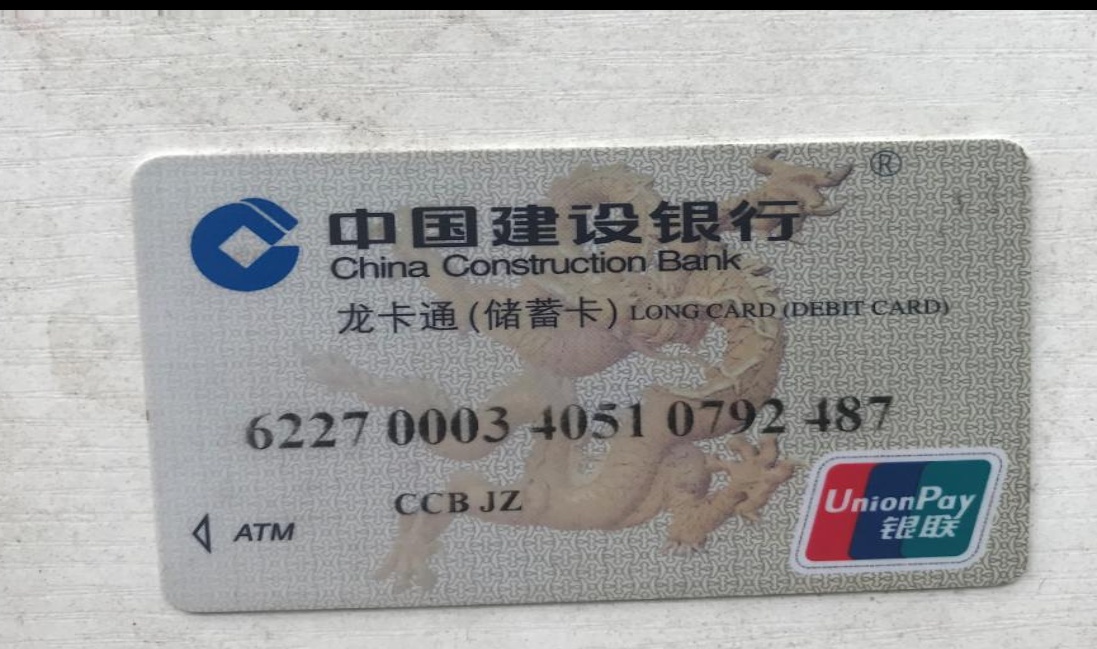 ®
中国建设银行
China Construction Bank
龙卡通(储蓄卡) LONG CARD (DEBIT CARD)
6227 0003 4051 0792 487
CCB JZ
ATM
UnionPay
银联